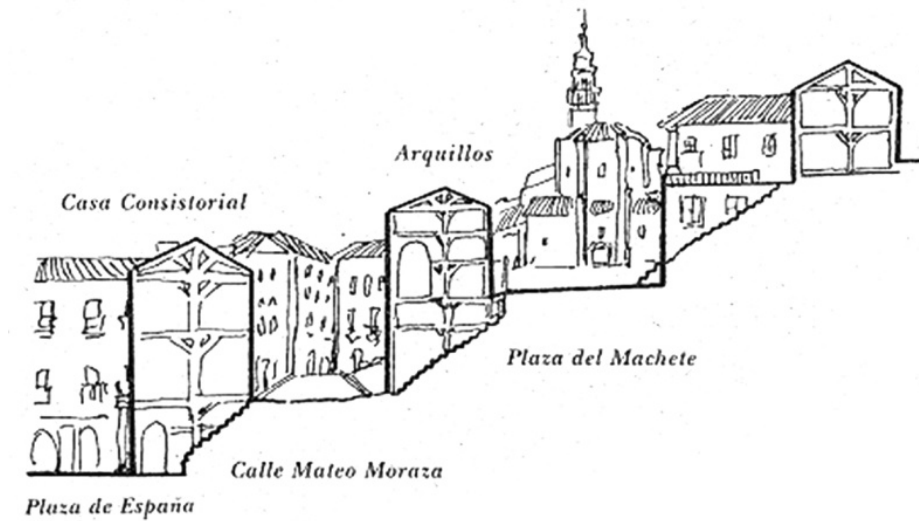 Arquillos
Casa Consistorial
Plaza del Machete
Calle Mateo Moraza
Plaza de España